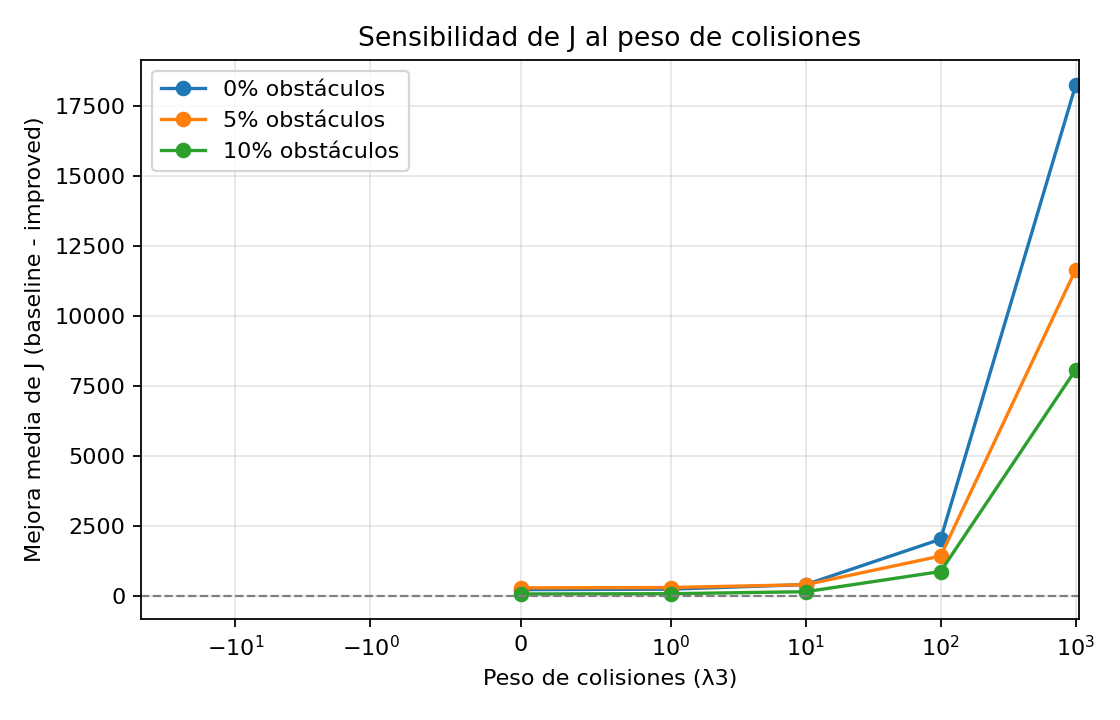 Sensibilidad de J al peso de colisiones
Mejora media de J (baseline - improved)
17500
15000
12500
10000
7500
5000
2500
0
0% obstáculos
5% obstáculos
10% obstáculos
−10¹ −10⁰ 0 10⁰ 10¹ 10² 10³
Peso de colisiones (λ3)